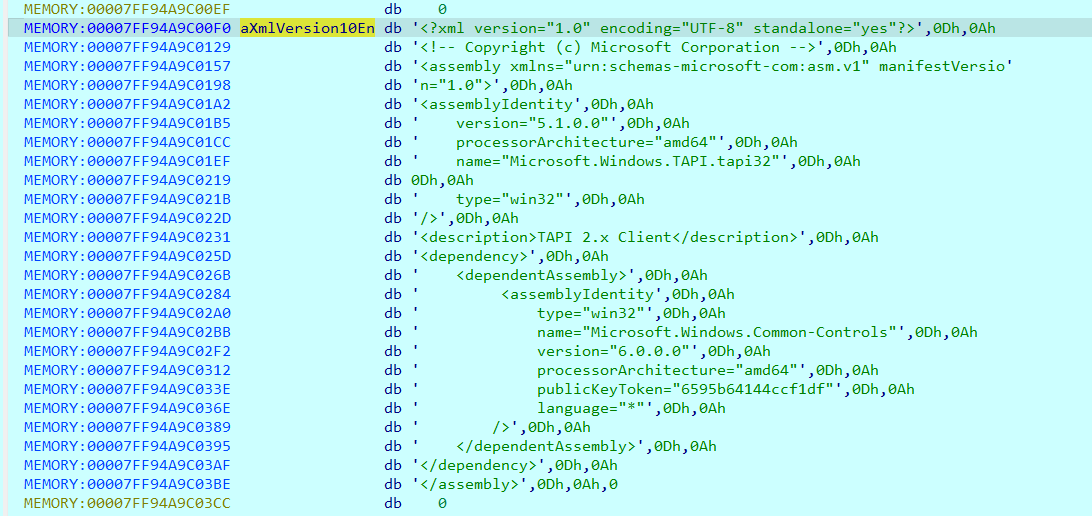 MEMORY:00007FF94A9C00EF db 0
MEMORY:00007FF94A9C00F0 aXmlVersion10En db '<?xml version="1.0" encoding="UTF-8" standalone="yes"?>',0Dh,0Ah
MEMORY:00007FF94A9C0129 db '<!-- Copyright (c) Microsoft Corporation -->',0Dh,0Ah
MEMORY:00007FF94A9C0157 db '<assembly xmlns="urn:schemas-microsoft-com:asm.v1" manifestVersio'
MEMORY:00007FF94A9C0198 db 'n="1.0">',0Dh,0Ah
MEMORY:00007FF94A9C01A2 db '<assemblyIdentity',0Dh,0Ah
MEMORY:00007FF94A9C01B5 db '    version="5.1.0.0"',0Dh,0Ah
MEMORY:00007FF94A9C01CC db '    processorArchitecture="amd64"',0Dh,0Ah
MEMORY:00007FF94A9C01EF db '    name="Microsoft.Windows.TAPI.tapi32"',0Dh,0Ah
MEMORY:00007FF94A9C0219 db 0Dh,0Ah
MEMORY:00007FF94A9C021B db '    type="win32"',0Dh,0Ah
MEMORY:00007FF94A9C022D db '/>',0Dh,0Ah
MEMORY:00007FF94A9C0231 db '<description>TAPI 2.x Client</description>',0Dh,0Ah
MEMORY:00007FF94A9C025D db '<dependency>',0Dh,0Ah
MEMORY:00007FF94A9C026B db '    <dependentAssembly>',0Dh,0Ah
MEMORY:00007FF94A9C0284 db '         <assemblyIdentity',0Dh,0Ah
MEMORY:00007FF94A9C02A0 db '             type="win32"',0Dh,0Ah
MEMORY:00007FF94A9C02BB db '             name="Microsoft.Windows.Common-Controls"',0Dh,0Ah
MEMORY:00007FF94A9C02F2 db '             version="6.0.0.0"',0Dh,0Ah
MEMORY:00007FF94A9C0312 db '             processorArchitecture="amd64"',0Dh,0Ah
MEMORY:00007FF94A9C033E db '             publicKeyToken="6595b64144ccf1df"',0Dh,0Ah
MEMORY:00007FF94A9C036E db '             language="*"',0Dh,0Ah
MEMORY:00007FF94A9C0389 db '        />',0Dh,0Ah
MEMORY:00007FF94A9C0395 db '    </dependentAssembly>',0Dh,0Ah
MEMORY:00007FF94A9C03AF db '</dependency>',0Dh,0Ah
MEMORY:00007FF94A9C03BE db '</assembly>',0Dh,0Ah,0
MEMORY:00007FF94A9C03CC db 0